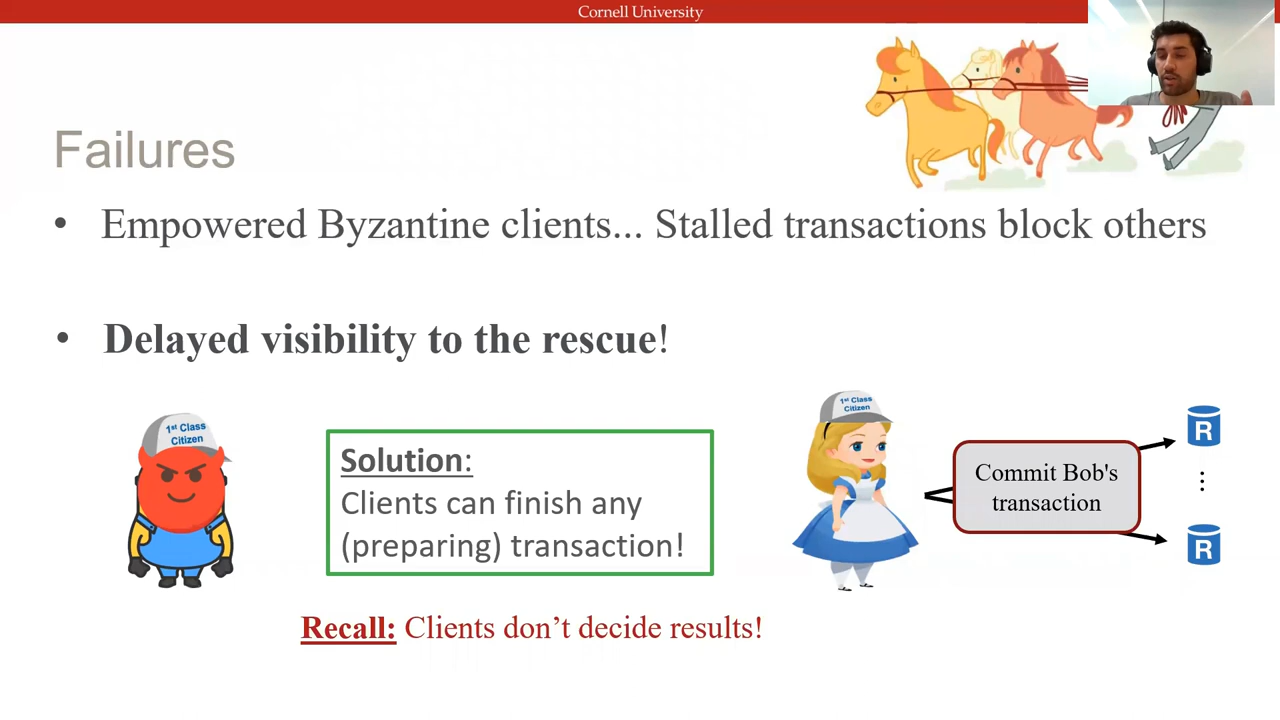 Cornell University
Failures
• Empowered Byzantine clients... Stalled transactions block others
• Delayed visibility to the rescue!
1st Class
Citizen
Solution:
Clients can finish any
(preparing) transaction!
1st Class
Citizen
Commit Bob's
transaction
R
⋮
R
Recall: Clients don’t decide results!